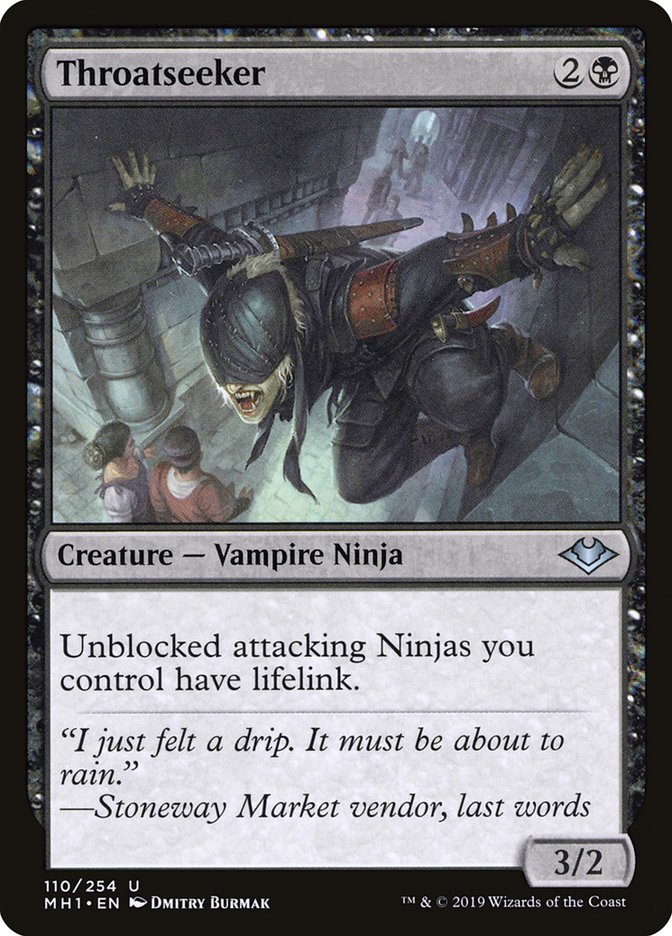 Throatseeker 2
Creature — Vampire Ninja
Unblocked attacking Ninjas you
control have lifelink.
“I just felt a drip. It must be about to
rain.”
—Stoneway Market vendor, last words
3/2
110/254 U
MH1•EN Dmitry Burmak
™ & © 2019 Wizards of the Coast